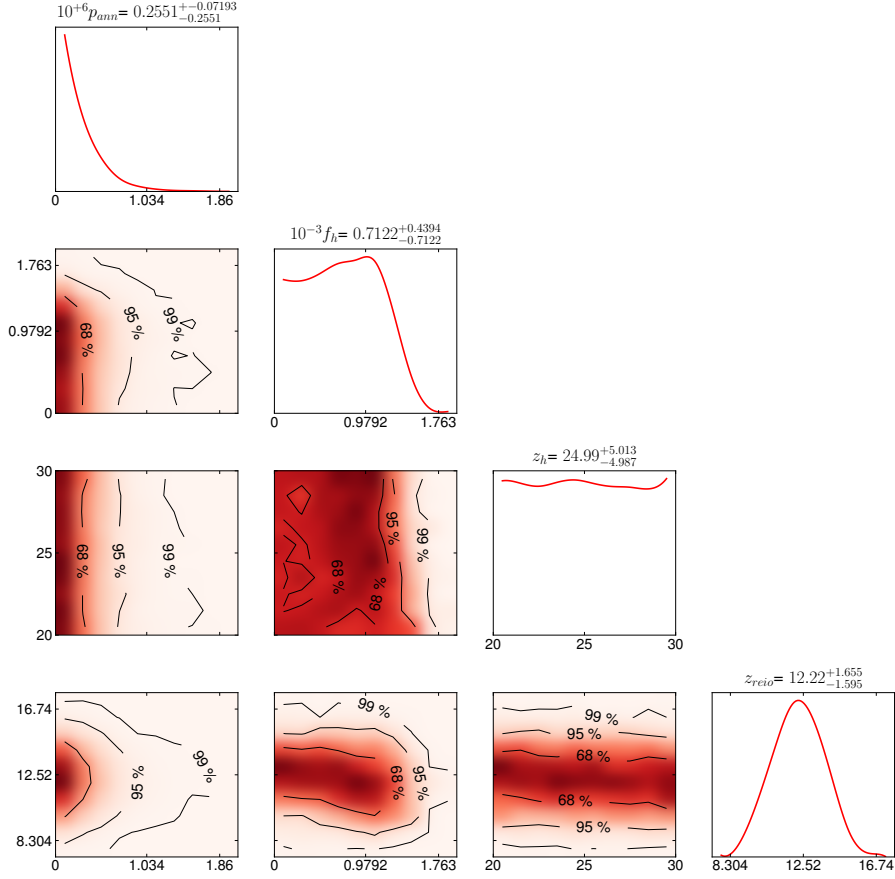 10^{+6}p_{ann}= 0.2551^{+-0.07193}_{-0.2551}
0 1.034 1.86
10^{-3}f_h= 0.7122^{+0.4394}_{-0.7122}
1.763
0.9792
0
68 %
95 %
99 %
0 0.9792 1.763
z_h= 24.99^{+5.013}_{-4.987}
30
25
20
68 %
95 %
99 %
68 %
68 %
95 %
99 %
20 25 30
z_{reio}= 12.22^{+1.655}_{-1.595}
16.74
12.52
8.304
95 %
99 %
99 %
68 %
95 %
99 %
95 %
68 %
68 %
95 %
0 1.034 1.86
0 0.9792 1.763
20 25 30
8.304 12.52 16.74